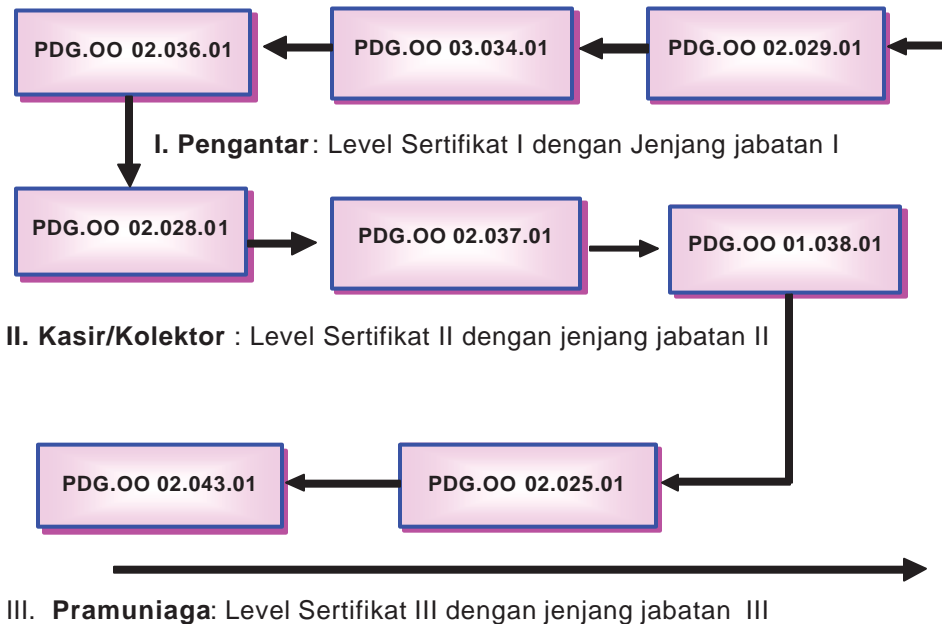 PDG.OO 02.036.01 PDG.OO 03.034.01 PDG.OO 02.029.01
I. Pengantar: Level Sertifikat I dengan Jenjang jabatan I
PDG.OO 02.028.01 PDG.OO 02.037.01 PDG.OO 01.038.01
II. Kasir/Kolektor : Level Sertifikat II dengan jenjang jabatan II
PDG.OO 02.043.01 PDG.OO 02.025.01
III. Pramuniaga: Level Sertifikat III dengan jenjang jabatan III